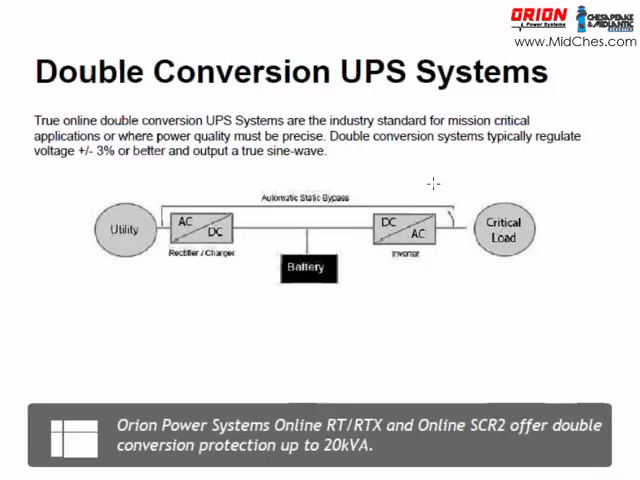 ORION
Power Systems
CHESAPEAKE
& MIDLANTIC
www.MidChes.com
Double Conversion UPS Systems
True online double conversion UPS Systems are the industry standard for mission critical
applications or where power quality must be precise. Double conversion systems typically regulate
voltage +/- 3% or better and output a true sine-wave.
Automatic Static Bypass
Utility
AC
DC
Rectifier / Charger
Battery
DC
AC
Inverter
Critical
Load
Orion Power Systems Online RT/RTX and Online SCR2 offer double
conversion protection up to 20kVA.